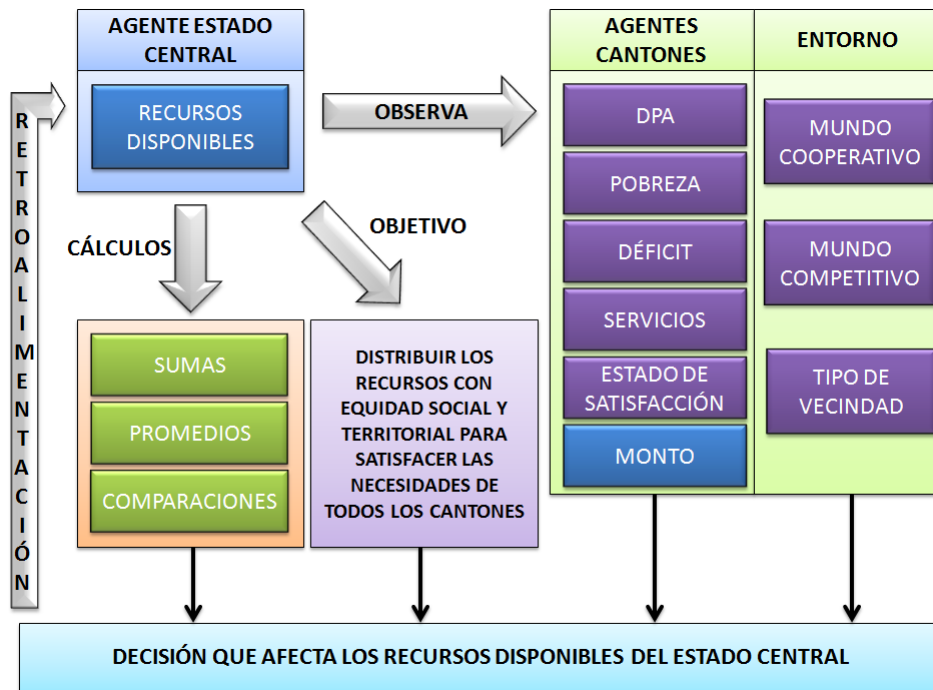 AGENTE ESTADO
CENTRAL
RECURSOS
DISPONIBLES
OBSERVA
AGENTES
CANTONES
ENTORNO
DPA
POBREZA
DÉFICIT
SERVICIOS
ESTADO DE
SATISFACCIÓN
MONTO
MUNDO
COOPERATIVO
MUNDO
COMPETITIVO
TIPO DE
VECINDAD
RETROALIMENTACIÓN
CÁLCULOS
OBJETIVO
SUMAS
PROMEDIOS
COMPARACIONES
DISTRIBUIR LOS
RECURSOS CON
EQUIDAD SOCIAL Y
TERRITORIAL PARA
SATISFACER LAS
NECESIDADES DE
TODOS LOS CANTONES
DECISIÓN QUE AFECTA LOS RECURSOS DISPONIBLES DEL ESTADO CENTRAL